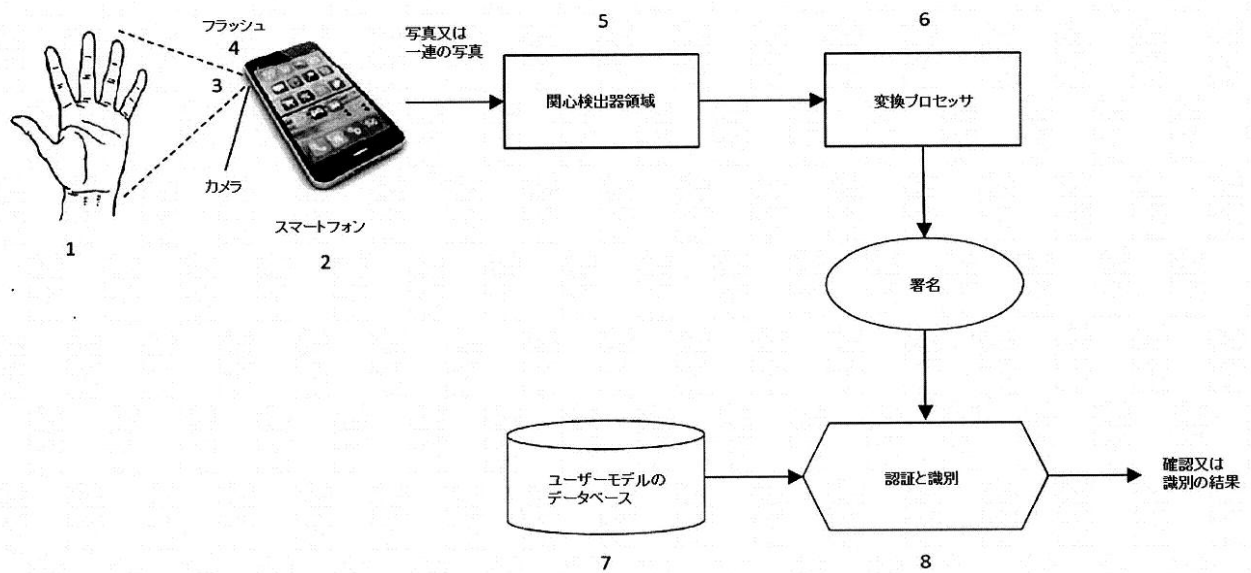 フラッシュ
4
3
カメラ
スマートフォン
1
2
写真又は
一連の写真
5
関心検出器領域
6
変換プロセッサ
署名
ユーザーモデルの
データベース
7
認証と識別
8
確認又は
識別の結果